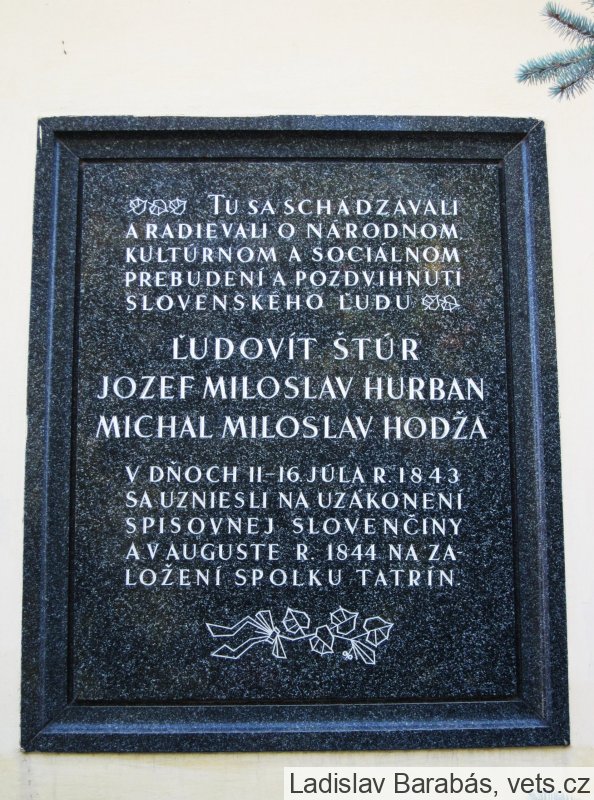 TU SA SCHÁDZAVALI
A RADIEVALI O NÁRODNOM
KULTÚRNOM A SOCIÁLNOM
PREBUDENÍ A POZDVIHNUTÍ
SLOVENSKÉHO ĽUDU
ĽUDOVÍT ŠTÚR
JOZEF MILOSLAV HURBAN
MICHAL MILOSLAV HODŽA
V DŇOCH 11-16. JÚLA R. 1843
SA UZNIESLI NA UZÁKONENÍ
SPISOVNEJ SLOVENČINY
A V AUGUSTE R. 1844 NA ZA-
LOŽENÍ SPOLKU TATRÍN.
Ladislav Barabás, vets.cz